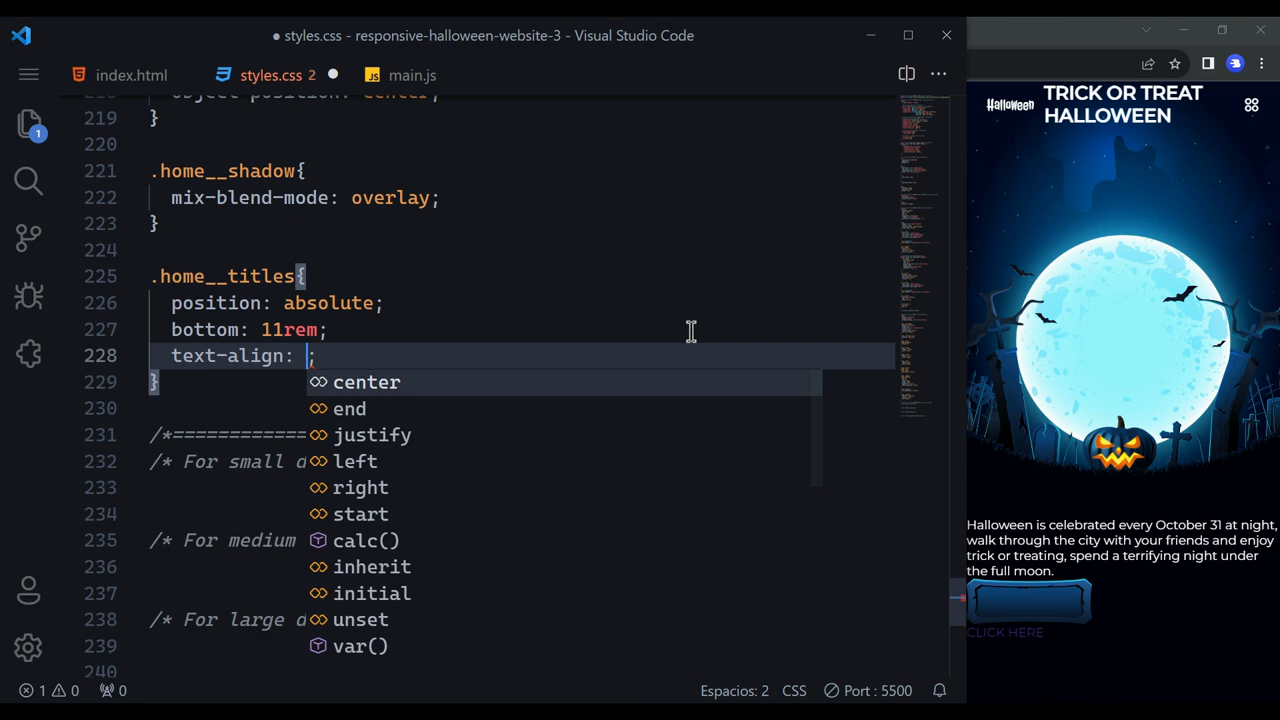 styles.css - responsive-halloween-website-3 - Visual Studio Code
index.html
styles.css 2
JS main.js
1
219 }
220
221 .home__shadow{
222 mix-blend-mode: overlay;
223 }
224
225 .home__titles{
226 position: absolute;
227 bottom: 11rem;
228 text-align: ;
229 }
230
231 /*============
232 /* For small d
233
234
235 /* For medium
236
237
238 /* For large d
239
240
center
end
justify
left
right
start
calc()
inherit
initial
unset
var()
1 0 0
Espacios: 2 CSS Port : 5500
Halloween
TRICK OR TREAT
HALLOWEEN
Halloween is celebrated every October 31 at night,
walk through the city with your friends and enjoy
trick or treating, spend a terrifying night under
the full moon.
CLICK HERE